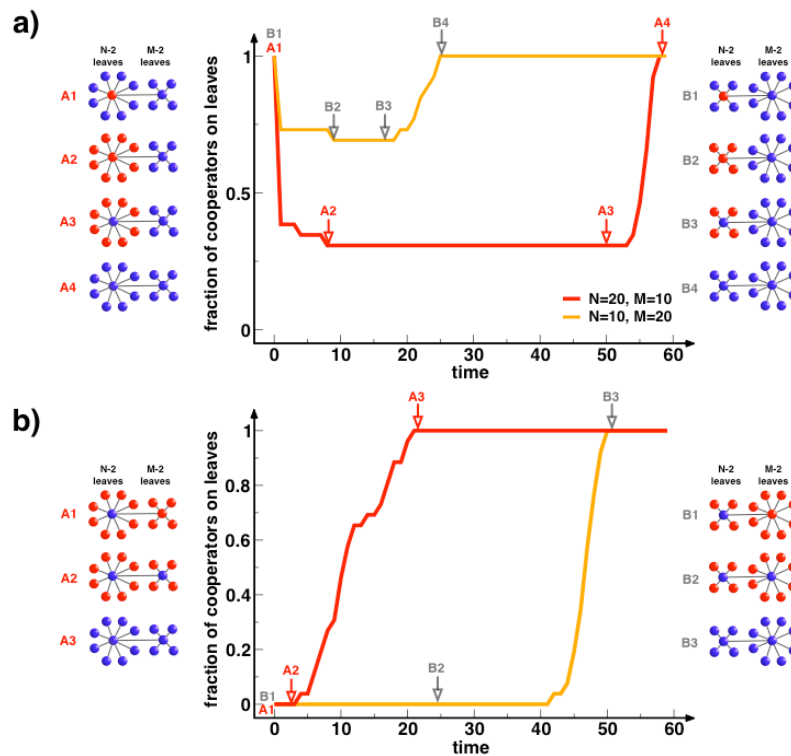 a)
N-2 M-2
leaves leaves
A1
A2
A3
A4
fraction of cooperators on leaves
1
0.5
0
B1
A1
B2
B3
B4
A2
A3
A4
N=20, M=10
N=10, M=20
0 10 20 30 40 50 60
time
N-2 M-2
leaves leaves
B1
B2
B3
B4
b)
N-2 M-2
leaves leaves
A1
A2
A3
fraction of cooperators on leaves
1
0.8
0.6
0.4
0.2
0
B1
A1
A2
A3
B2
B3
0 10 20 30 40 50 60
time
N-2 M-2
leaves leaves
B1
B2
B3